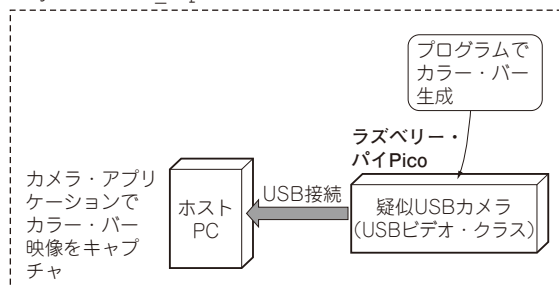 プログラムで
カラー・バー
生成
ラズベリー・
パイPico
カメラ・アプリ
ケーションで
カラー・バー
映像をキャプ
チャ
ホスト
PC
USB接続
疑似USBカメラ
(USBビデオ・クラス)